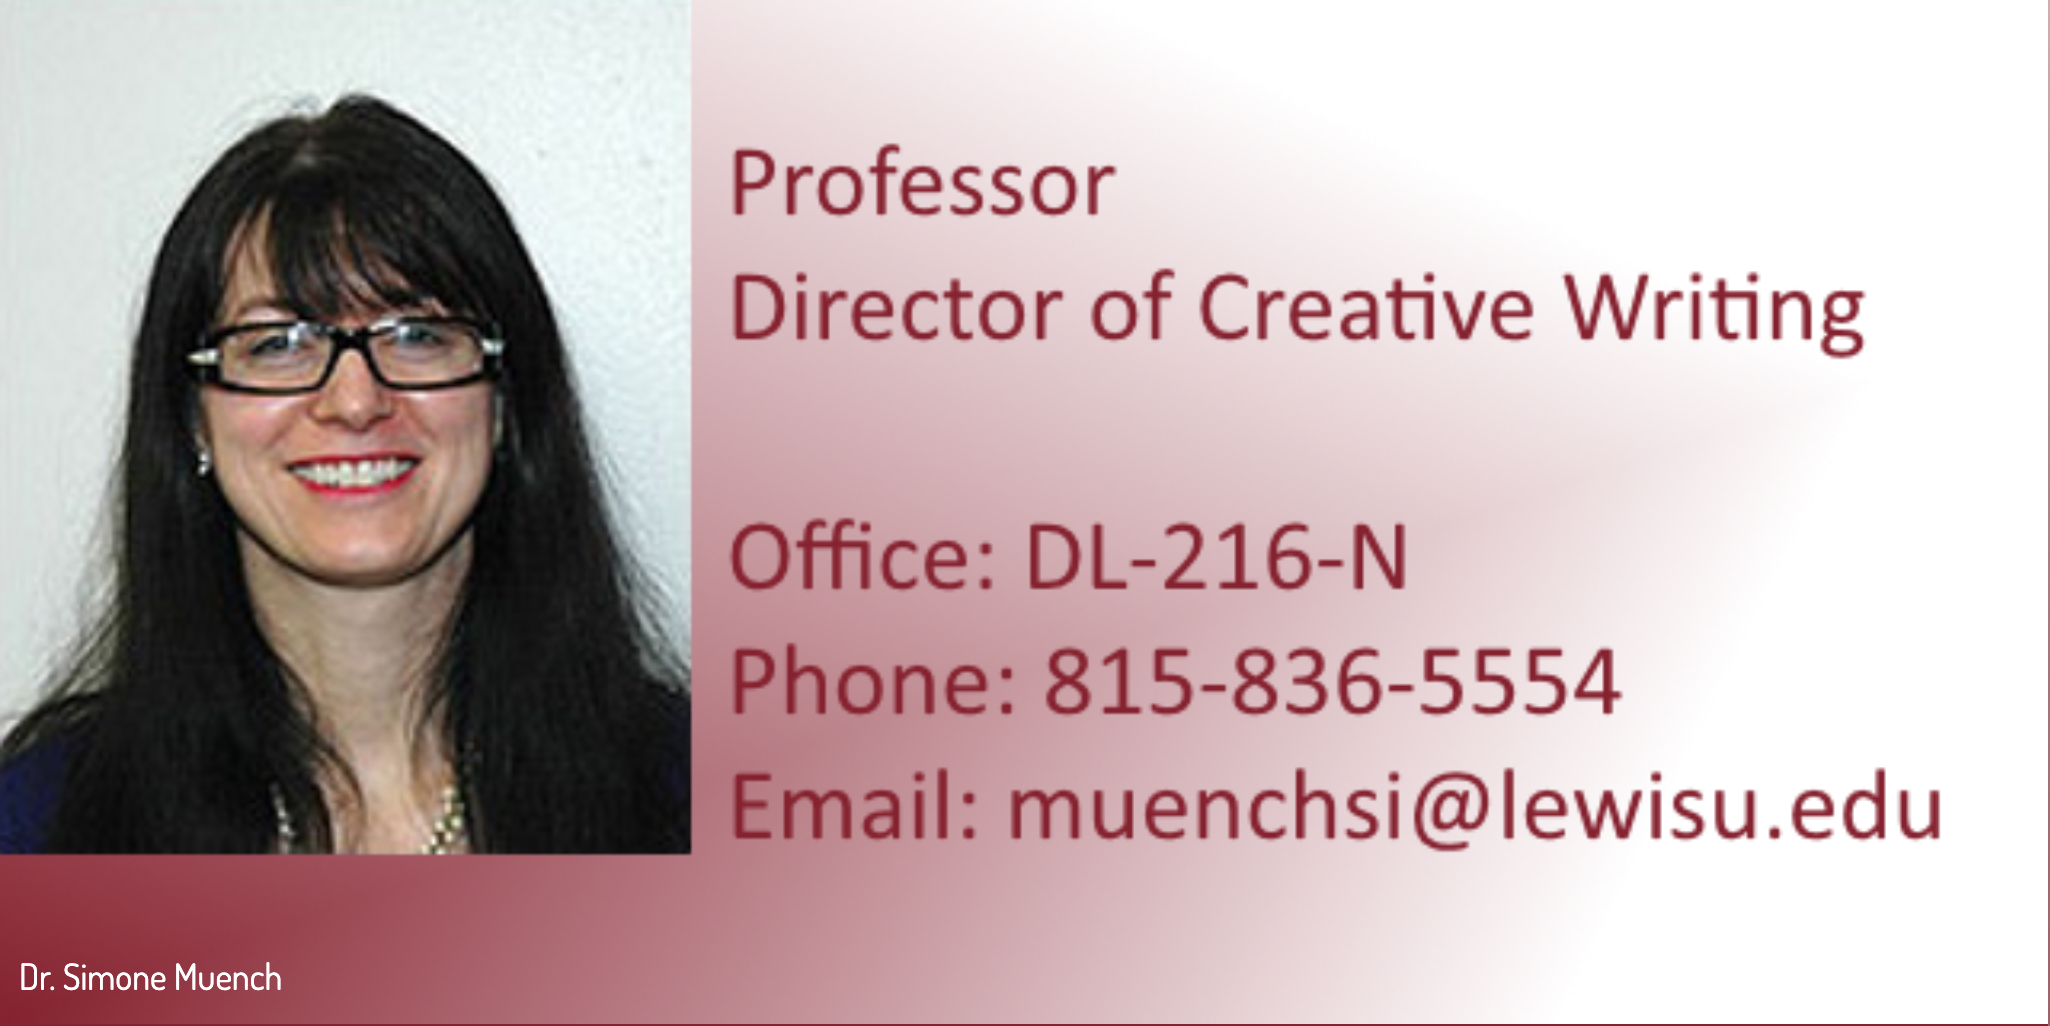 Professor
Director of Creative Writing
Office: DL-216-N
Phone: 815-836-5554
Email: muenchsi@lewisu.edu
Dr. Simone Muench